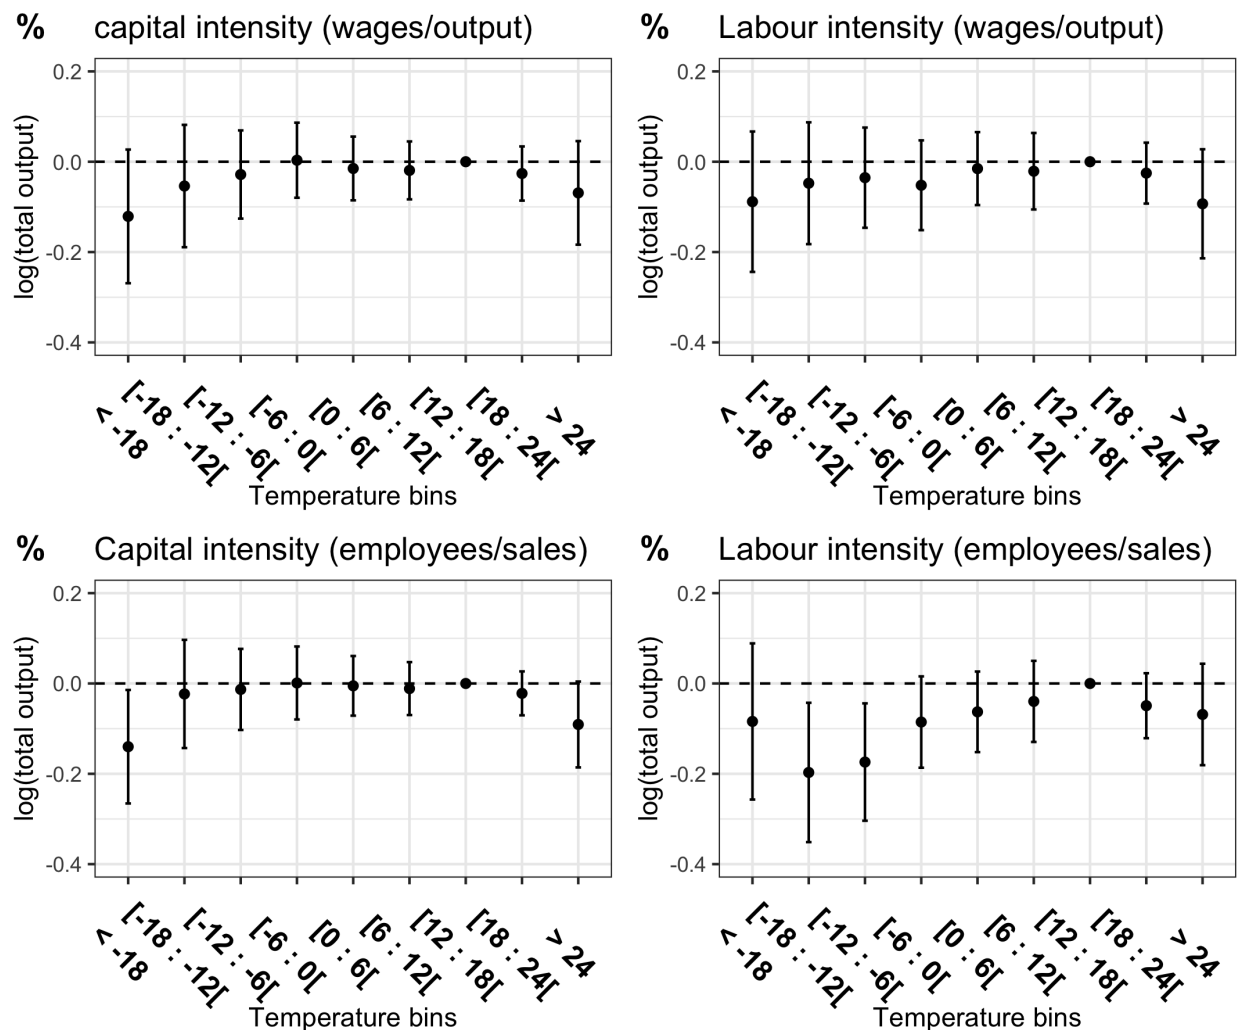 % capital intensity (wages/output)
log(total output)
0.2
0.0
-0.2
-0.4
< -18
[-18 : -12[
[-12 : -6[
[-6 : 0[
[0 : 6[
[6 : 12[
[12 : 18[
[18 : 24[
> 24
Temperature bins
% Labour intensity (wages/output)
log(total output)
0.2
0.0
-0.2
-0.4
< -18
[-18 : -12[
[-12 : -6[
[-6 : 0[
[0 : 6[
[6 : 12[
[12 : 18[
[18 : 24[
> 24
Temperature bins
% Capital intensity (employees/sales)
log(total output)
0.2
0.0
-0.2
-0.4
< -18
[-18 : -12[
[-12 : -6[
[-6 : 0[
[0 : 6[
[6 : 12[
[12 : 18[
[18 : 24[
> 24
Temperature bins
% Labour intensity (employees/sales)
log(total output)
0.2
0.0
-0.2
-0.4
< -18
[-18 : -12[
[-12 : -6[
[-6 : 0[
[0 : 6[
[6 : 12[
[12 : 18[
[18 : 24[
> 24
Temperature bins